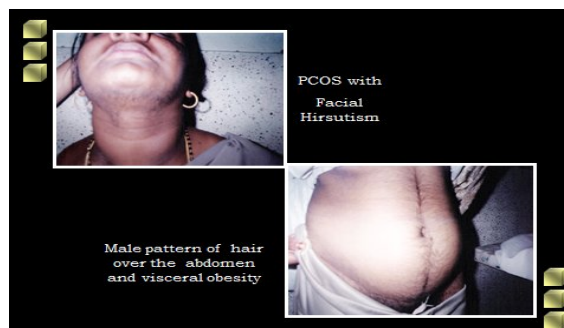 PCOS with
Facial
Hirsutism
Male pattern of hair
over the abdomen
and visceral obesity